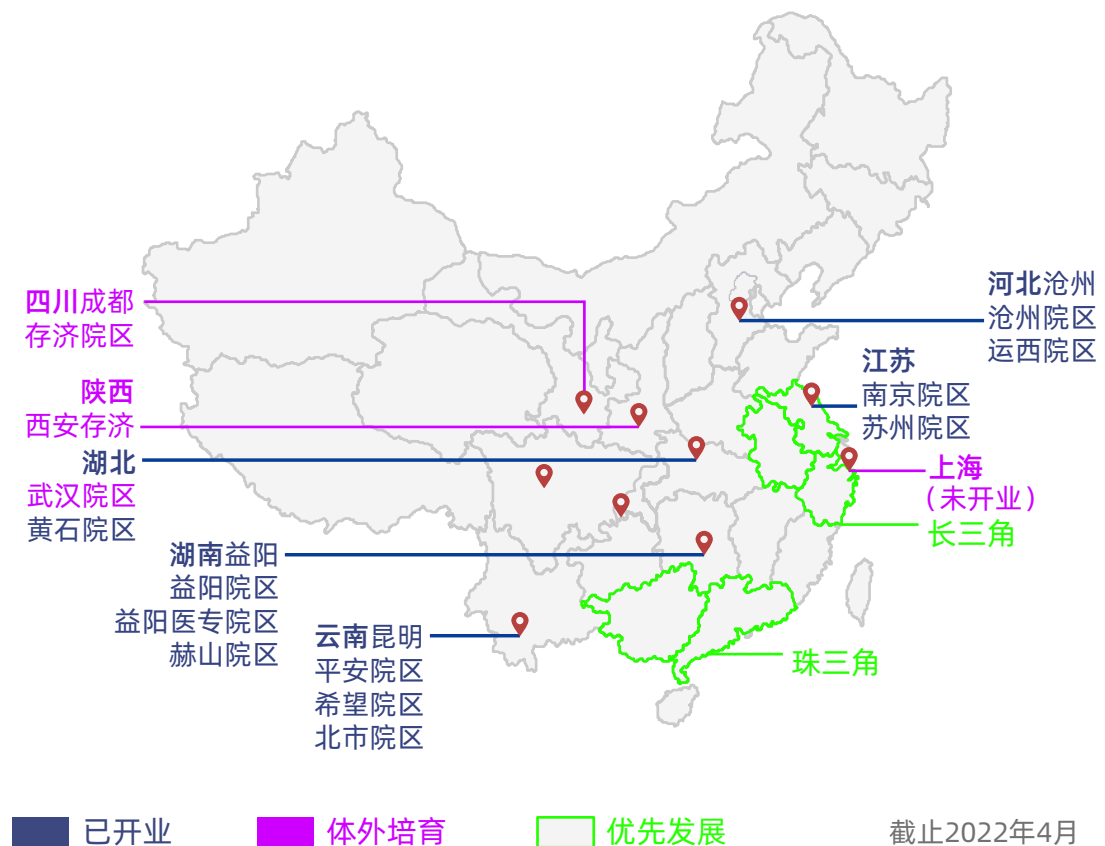 四川成都
存济院区
陕西
西安存济
湖北
武汉院区
黄石院区
湖南益阳
益阳院区
益阳医专院区
赫山院区
云南昆明
平安院区
希望院区
北市院区
河北沧州
沧州院区
运西院区
江苏
南京院区
苏州院区
上海
（未开业）
长三角
珠三角
已开业
体外培育
优先发展
截止2022年4月